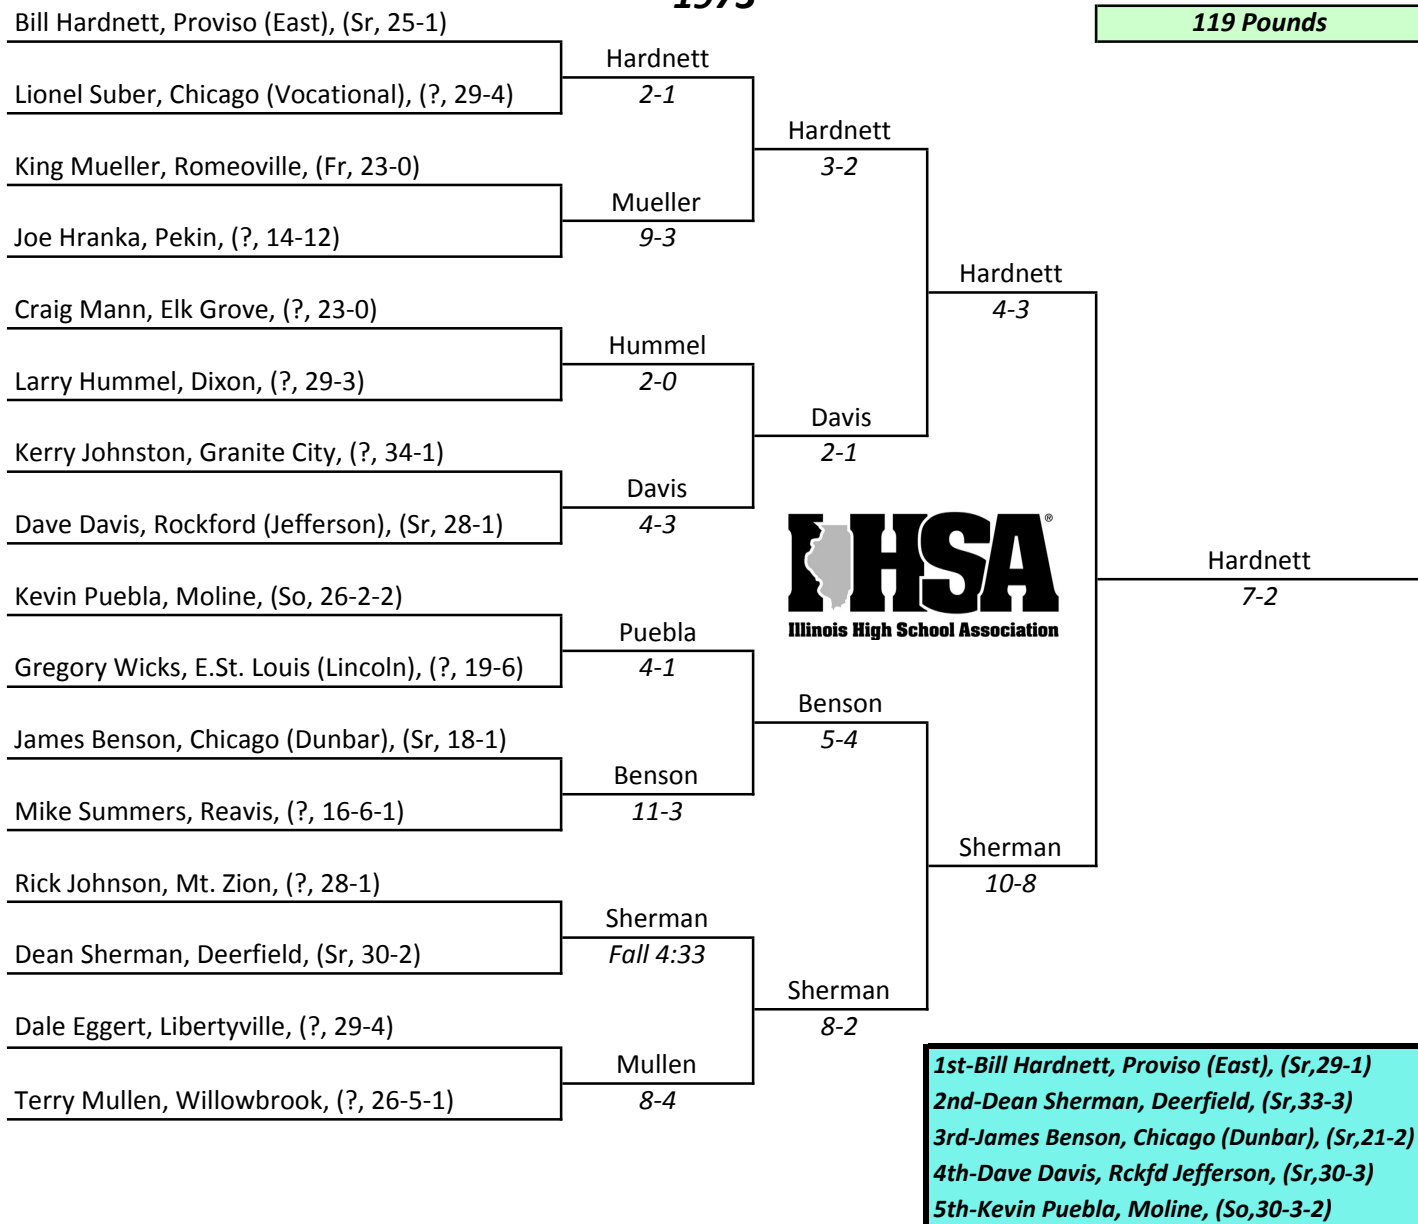 1973
119 Pounds
Bill Hardnett, Proviso (East), (Sr, 25-1)
Hardnett
2-1
Lionel Suber, Chicago (Vocational), (?, 29-4)
Hardnett
3-2
King Mueller, Romeoville, (Fr, 23-0)
Mueller
9-3
Joe Hranka, Pekin, (?, 14-12)
Hardnett
4-3
Craig Mann, Elk Grove, (?, 23-0)
Hummel
2-0
Larry Hummel, Dixon, (?, 29-3)
Davis
2-1
Kerry Johnston, Granite City, (?, 34-1)
Davis
4-3
Dave Davis, Rockford (Jefferson), (Sr, 28-1)
IHSA®
Illinois High School Association
Hardnett
7-2
Kevin Puebla, Moline, (So, 26-2-2)
Puebla
4-1
Gregory Wicks, E.St. Louis (Lincoln), (?, 19-6)
Benson
5-4
James Benson, Chicago (Dunbar), (Sr, 18-1)
Benson
11-3
Mike Summers, Reavis, (?, 16-6-1)
Sherman
10-8
Rick Johnson, Mt. Zion, (?, 28-1)
Sherman
Fall 4:33
Dean Sherman, Deerfield, (Sr, 30-2)
Sherman
8-2
Dale Eggert, Libertyville, (?, 29-4)
Mullen
8-4
Terry Mullen, Willowbrook, (?, 26-5-1)
1st-Bill Hardnett, Proviso (East), (Sr,29-1)
2nd-Dean Sherman, Deerfield, (Sr,33-3)
3rd-James Benson, Chicago (Dunbar), (Sr,21-2)
4th-Dave Davis, Rckfd Jefferson, (Sr,30-3)
5th-Kevin Puebla, Moline, (So,30-3-2)